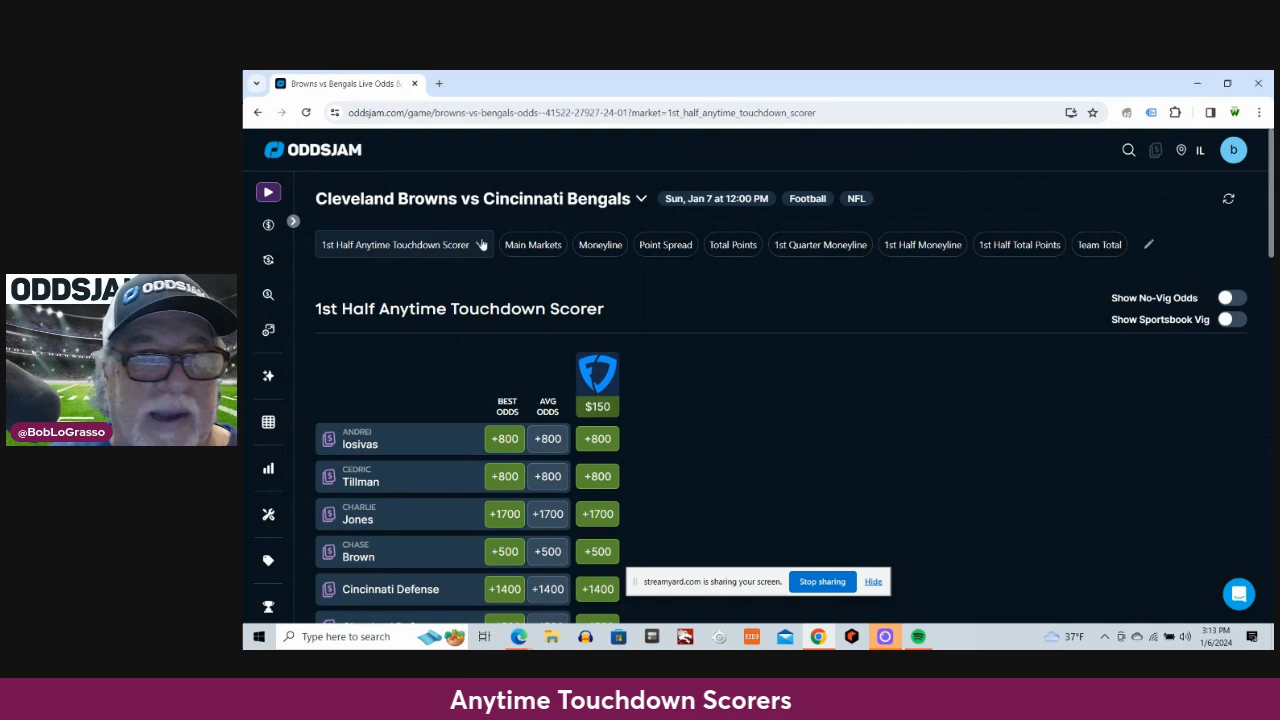 Browns vs Bengals Live Odds &
oddsjam.com/game/browns-vs-bengals-odds--41522-27927-24-01?market=1st_half_anytime_touchdown_scorer
ODDSJAM
IL
b
Cleveland Browns vs Cincinnati Bengals
Sun, Jan 7 at 12:00 PM
Football
NFL
1st Half Anytime Touchdown Scorer
Main Markets
Moneyline
Point Spread
Total Points
1st Quarter Moneyline
1st Half Moneyline
1st Half Total Points
Team Total
1st Half Anytime Touchdown Scorer
Show No-Vig Odds
Show Sportsbook Vig
BEST
ODDS
AVG
ODDS
$150
ANDREI
Iosivas
+800
+800
+800
CEDRIC
Tillman
+800
+800
+800
CHARLIE
Jones
+1700
+1700
+1700
CHASE
Brown
+500
+500
+500
Cincinnati Defense
+1400
+1400
+1400
streamyard.com is sharing your screen.
Stop sharing
Hide
Type here to search
37°F
3:13 PM
1/6/2024
ODDSJA
ODDSJ
@BobLoGrasso
Anytime Touchdown Scorers